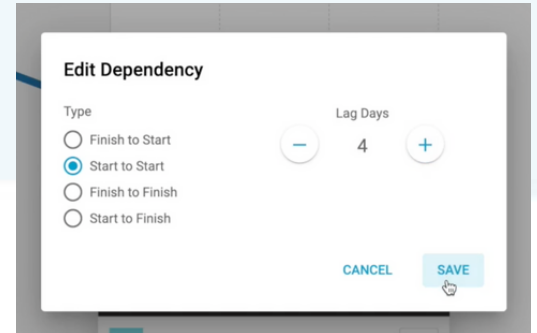 Edit Dependency
Type
Lag Days
Finish to Start
Start to Start
Finish to Finish
Start to Finish
− 4 +
CANCEL SAVE